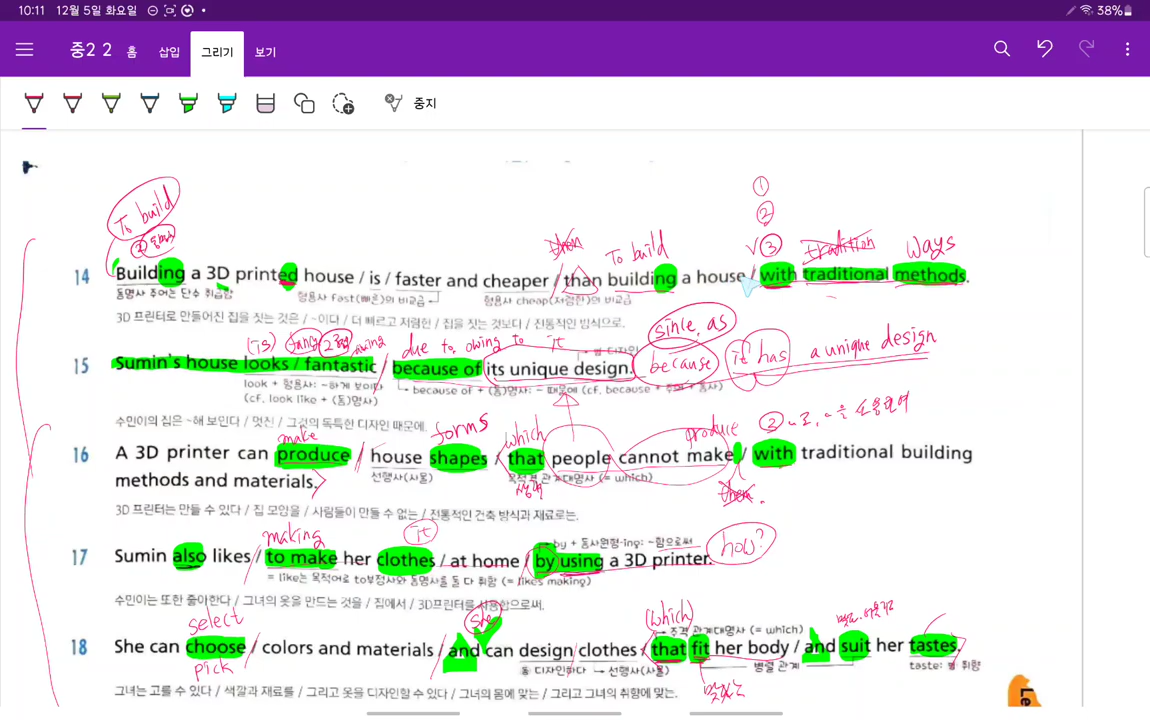 10:11 12월 5일 화요일 38%
중2 2 홈 삽입 그리기 보기
중지
①
②
To build
③ tradition ways
then To build
14 Building a 3D printed house / is / faster and cheaper / than building a house / with traditional methods.
동명사 주어는 단수 취급함 형용사 fast(빠른)의 비교급 형용사 cheap(저렴한)의 비교급
3D 프린터로 만들어진 집을 짓는 것은 / ~이다 / 더 빠르고 저렴한 / 집을 짓는 것보다 / 전통적인 방식으로.
since, as
(is) due to, owing to it
because it has a unique design
15 Sumin's house looks / fantastic / because of its unique design.
look + 형용사: ~하게 보이다 because of + (동)명사: ~ 때문에 (cf. because + 주어 + 동사)
(cf. look like + (동)명사)
수민이의 집은 ~해 보인다 / 멋진 / 그것의 독특한 디자인 때문에.
make forms which produce
16 A 3D printer can produce / house shapes / that people cannot make / with traditional building
선행사(사물) 목적격 관계대명사 (= which)
methods and materials.
them
3D 프린터는 만들 수 있다 / 집 모양을 / 사람들이 만들 수 없는 / 전통적인 건축 방식과 재료로는.
making it
by + 동사원형-ing: ~함으로써 how?
17 Sumin also likes / to make her clothes / at home / by using a 3D printer.
= like는 목적어로 to부정사와 동명사를 둘 다 취함 (= likes making)
수민이는 또한 좋아한다 / 그녀의 옷을 만드는 것을 / 집에서 / 3D프린터를 사용함으로써.
select she (which)
주격 관계대명사 (= which)
18 She can choose / colors and materials / and can design / clothes / that fit her body / and suit her tastes.
pick 동 디자인하다 선행사(사물) 병렬 관계 taste: 명 취향
맞는
그녀는 고를 수 있다 / 색깔과 재료를 / 그리고 옷을 디자인할 수 있다 / 그녀의 몸에 맞는 / 그리고 그녀의 취향에 맞는.
Le